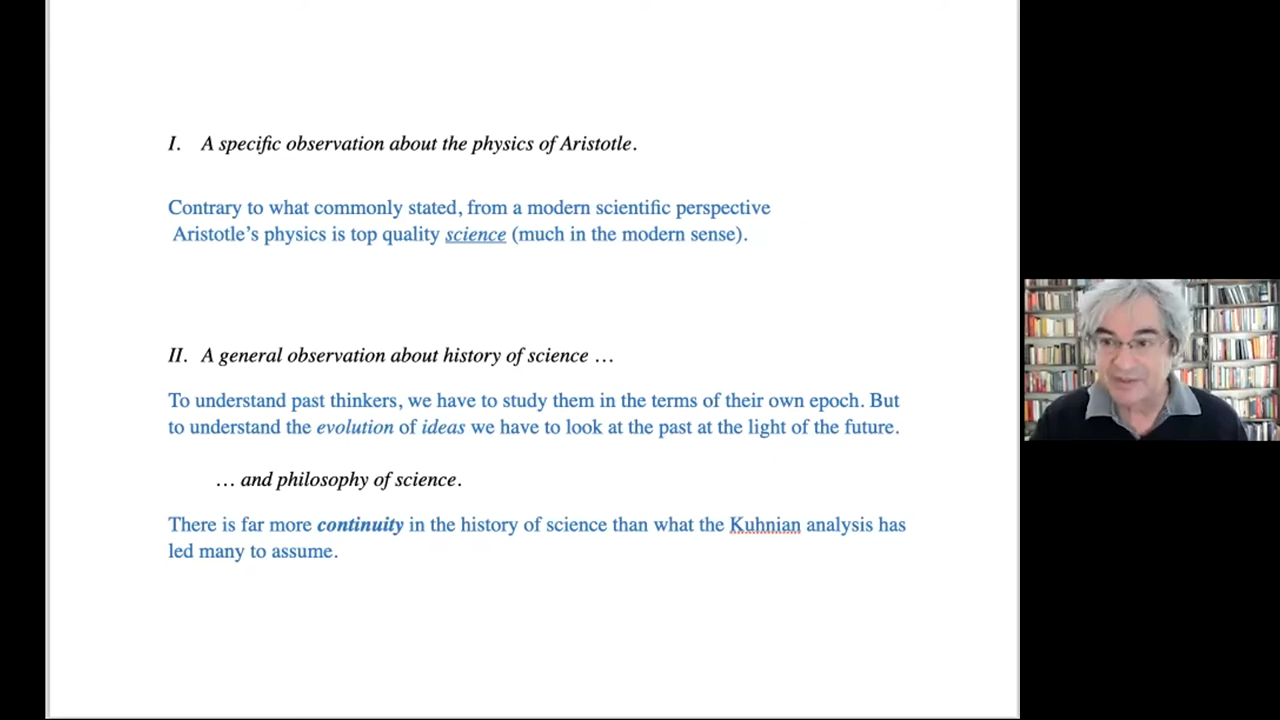 I. A specific observation about the physics of Aristotle.
Contrary to what commonly stated, from a modern scientific perspective
Aristotle’s physics is top quality science (much in the modern sense).
II. A general observation about history of science …
To understand past thinkers, we have to study them in the terms of their own epoch. But
to understand the evolution of ideas we have to look at the past at the light of the future.
… and philosophy of science.
There is far more continuity in the history of science than what the Kuhnian analysis has
led many to assume.